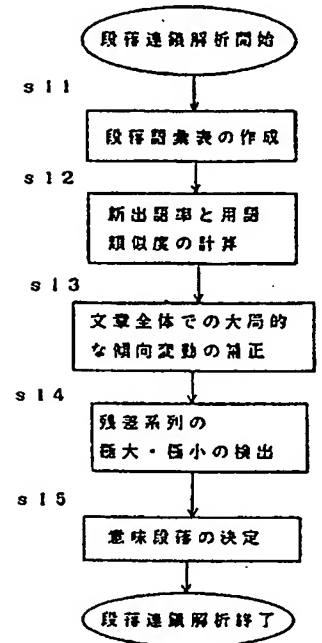 段落連鎖解析開始
s11
段落語彙表の作成
s12
新出語率と用語
類似度の計算
s13
文章全体での大局的
な傾向変動の補正
s14
残差系列の
極大・極小の検出
s15
意味段落の決定
段落連鎖解析終了